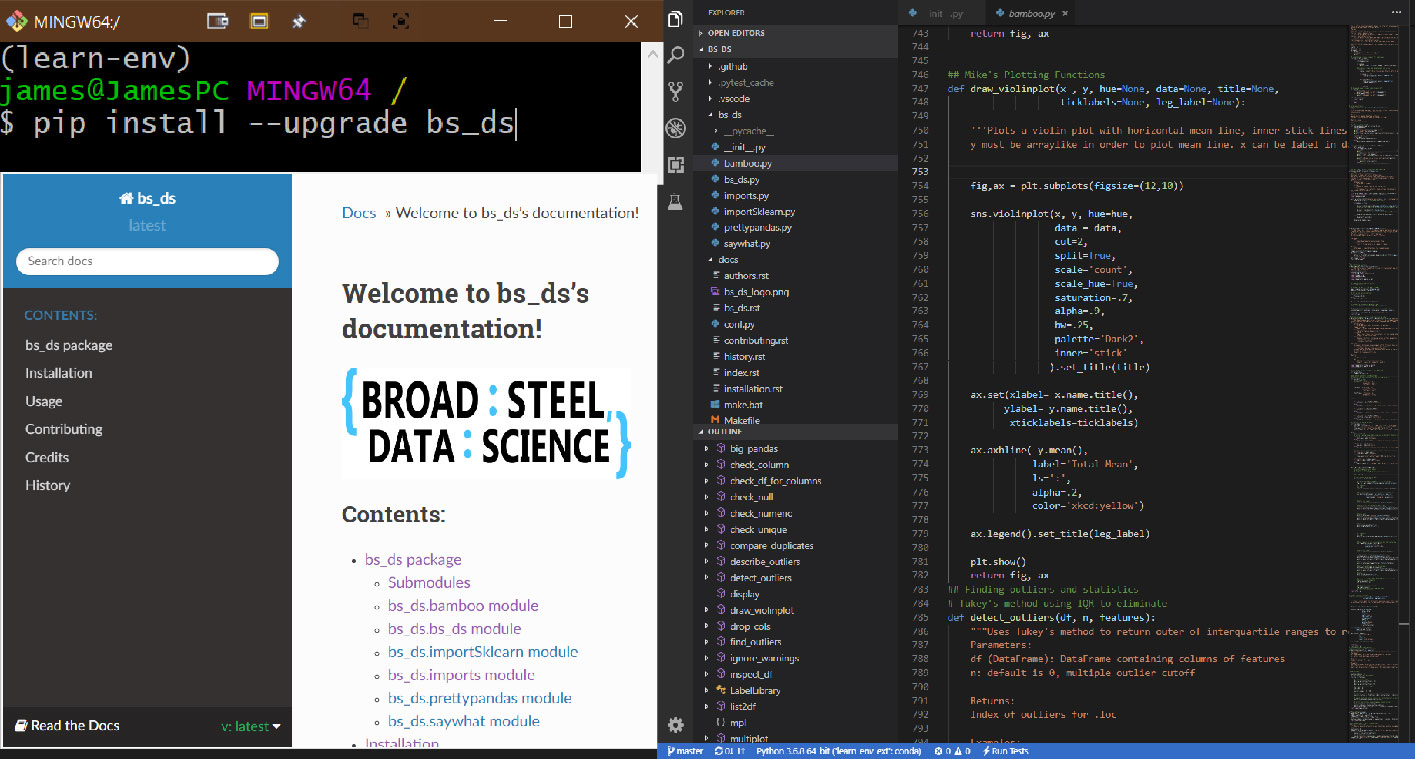 MINGW64:/
(learn-env)
james@JamesPC MINGW64 /
$ pip install --upgrade bs_ds
bs_ds
latest
Search docs
CONTENTS:
bs_ds package
Installation
Usage
Contributing
Credits
History
Read the Docs
v: latest
Docs » Welcome to bs_ds's documentation!
Welcome to bs_ds's
documentation!
{BROAD : STEEL,
DATA : SCIENCE}
Contents:
bs_ds package
Submodules
bs_ds.bamboo module
bs_ds.bs_ds module
bs_ds.importSklearn module
bs_ds.imports module
bs_ds.prettypandas module
bs_ds.saywhat module
Installation
EXPLORER
OPEN EDITORS
BS_DS
.github
.pytest_cache
.vscode
bs_ds
__pycache__
__init__.py
bamboo.py
bs_ds.py
imports.py
importSklearn.py
prettypandas.py
saywhat.py
docs
authors.rst
bs_ds_logo.png
bs_ds.rst
conf.py
contributing.rst
history.rst
index.rst
installation.rst
make.bat
Makefile
OUTLINE
big_pandas
check_column
check_df_for_columns
check_null
check_numeric
check_unique
compare_duplicates
describe_outliers
detect_outliers
display
draw_violinplot
drop_cols
find_outliers
ignore_warnings
inspect_df
LabelLibrary
list2df
mpl
multiplot
__init__.py
bamboo.py ×
743 return fig, ax
744
745
746 ## Mike's Plotting Functions
747 def draw_violinplot(x , y, hue=None, data=None, title=None,
748 ticklabels=None, leg_label=None):
749
750 '''Plots a violin plot with horizontal mean line, inner stick lines
751 y must be arraylike in order to plot mean line. x can be label in d
752
753
754 fig,ax = plt.subplots(figsize=(12,10))
755
756 sns.violinplot(x, y, hue=hue,
757 data = data,
758 cut=2,
759 split=True,
760 scale='count',
761 scale_hue=True,
762 saturation=.7,
763 alpha=.9,
764 bw=.25,
765 palette='Dark2',
766 inner='stick'
767 ).set_title(title)
768
769 ax.set(xlabel= x.name.title(),
770 ylabel= y.name.title(),
771 xticklabels=ticklabels)
772
773 ax.axhline( y.mean(),
774 label='Total Mean',
775 ls=':',
776 alpha=.2,
777 color='xkcd:yellow')
778
779 ax.legend().set_title(leg_label)
780
781 plt.show()
782 return fig, ax
783 ## Finding outliers and statistics
784 # Tukey's method using IQR to eliminate
785 def detect_outliers(df, n, features):
786 """Uses Tukey's method to return outer of interquartile ranges to r
787 Parameters:
788 df (DataFrame): DataFrame containing columns of features
789 n: default is 0, multiple outlier cutoff
790
791 Returns:
792 Index of outliers for .loc
793
794 Examples:
master
0↓ 1↑
Python 3.6.8 64-bit ('learn-env-ext': conda)
0
0
Run Tests